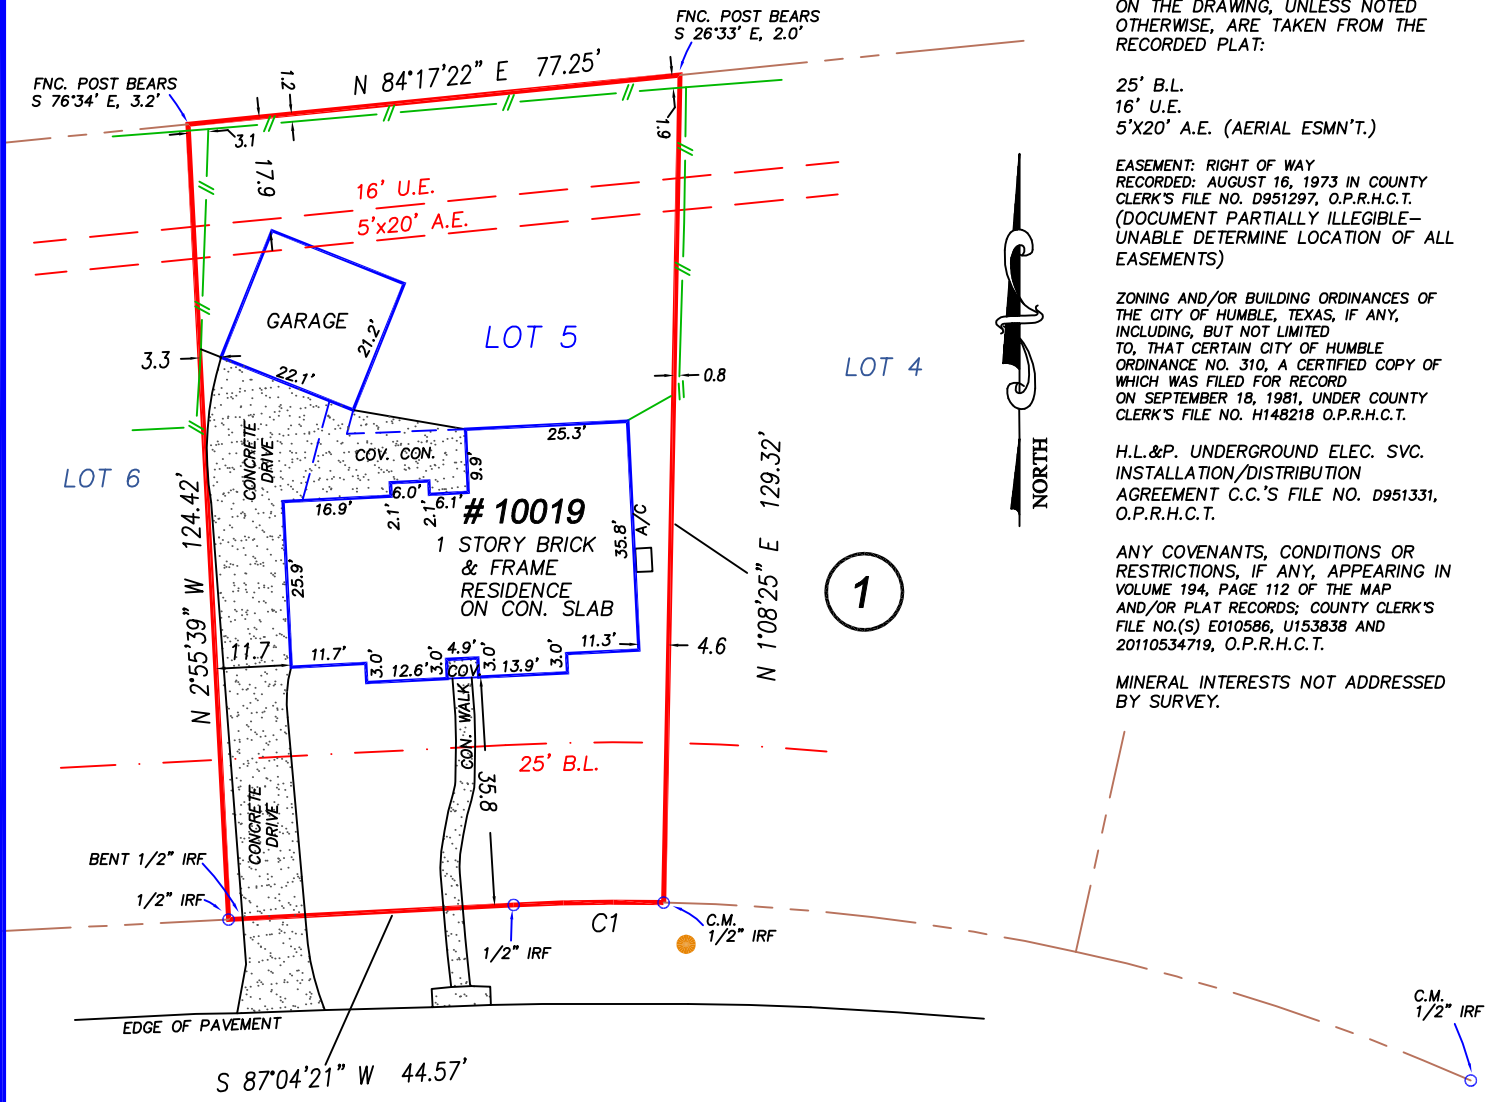 FNC. POST BEARS
S 26°33' E, 2.0'
FNC. POST BEARS
S 76°34' E, 3.2'
N 84°17'22" E 77.25'
1.2
3.1
1.9
17.9
16' U.E.
5'x20' A.E.
GARAGE
21.2'
22.1'
3.3
LOT 5
LOT 4
0.8
LOT 6
CONCRETE
DRIVE
COV. CON.
25.3'
9.9'
6.0'
6.1'
16.9'
2.1'
2.1'
# 10019
1 STORY BRICK
& FRAME
RESIDENCE
ON CON. SLAB
35.8'
A/C
25.9'
N 2°55'39" W 124.42'
N 1°08'25" E 129.32'
1
11.7
11.7'
3.0'
12.6'
3.0'
4.9'
COV.
3.0'
13.9'
3.0'
11.3'
4.6
CON. WALK
25' B.L.
35.8
CONCRETE
DRIVE
BENT 1/2" IRF
1/2" IRF
1/2" IRF
C1
C.M.
1/2" IRF
EDGE OF PAVEMENT
S 87°04'21" W 44.57'
NORTH
ON THE DRAWING, UNLESS NOTED
OTHERWISE, ARE TAKEN FROM THE
RECORDED PLAT:
25' B.L.
16' U.E.
5'X20' A.E. (AERIAL ESMN'T.)
EASEMENT: RIGHT OF WAY
RECORDED: AUGUST 16, 1973 IN COUNTY
CLERK'S FILE NO. D951297, O.P.R.H.C.T.
(DOCUMENT PARTIALLY ILLEGIBLE-
UNABLE DETERMINE LOCATION OF ALL
EASEMENTS)
ZONING AND/OR BUILDING ORDINANCES OF
THE CITY OF HUMBLE, TEXAS, IF ANY,
INCLUDING, BUT NOT LIMITED
TO, THAT CERTAIN CITY OF HUMBLE
ORDINANCE NO. 310, A CERTIFIED COPY OF
WHICH WAS FILED FOR RECORD
ON SEPTEMBER 18, 1981, UNDER COUNTY
CLERK'S FILE NO. H148218 O.P.R.H.C.T.
H.L.&P. UNDERGROUND ELEC. SVC.
INSTALLATION/DISTRIBUTION
AGREEMENT C.C.'S FILE NO. D951331,
O.P.R.H.C.T.
ANY COVENANTS, CONDITIONS OR
RESTRICTIONS, IF ANY, APPEARING IN
VOLUME 194, PAGE 112 OF THE MAP
AND/OR PLAT RECORDS; COUNTY CLERK'S
FILE NO.(S) E010586, U153838 AND
20110534719, O.P.R.H.C.T.
MINERAL INTERESTS NOT ADDRESSED
BY SURVEY.
C.M.
1/2" IRF